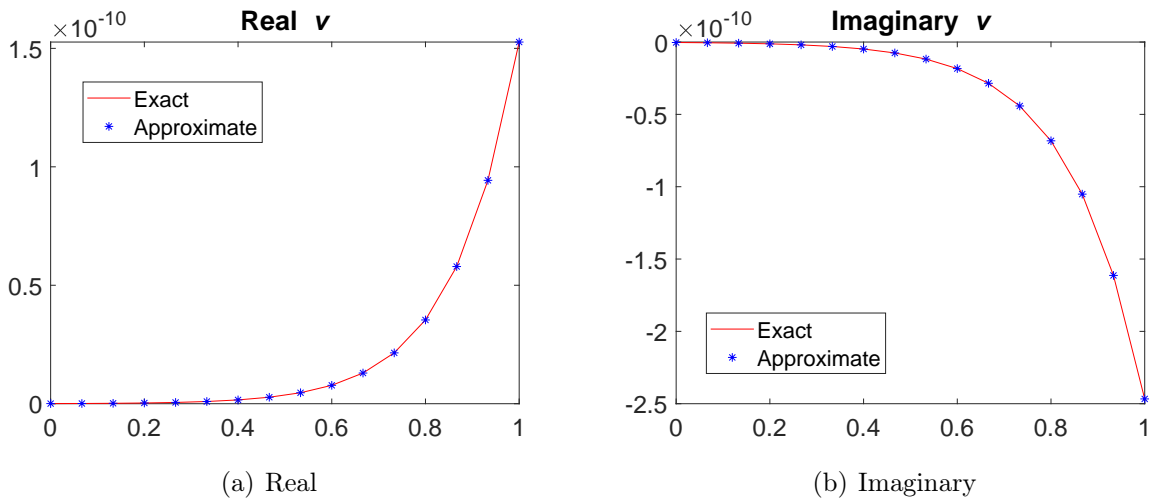 Real v
×10-10
1.5
1
0.5
0
0 0.2 0.4 0.6 0.8 1
Exact
Approximate
(a) Real
Imaginary v
×10-10
0
-0.5
-1
-1.5
-2
-2.5
0 0.2 0.4 0.6 0.8 1
Exact
Approximate
(b) Imaginary